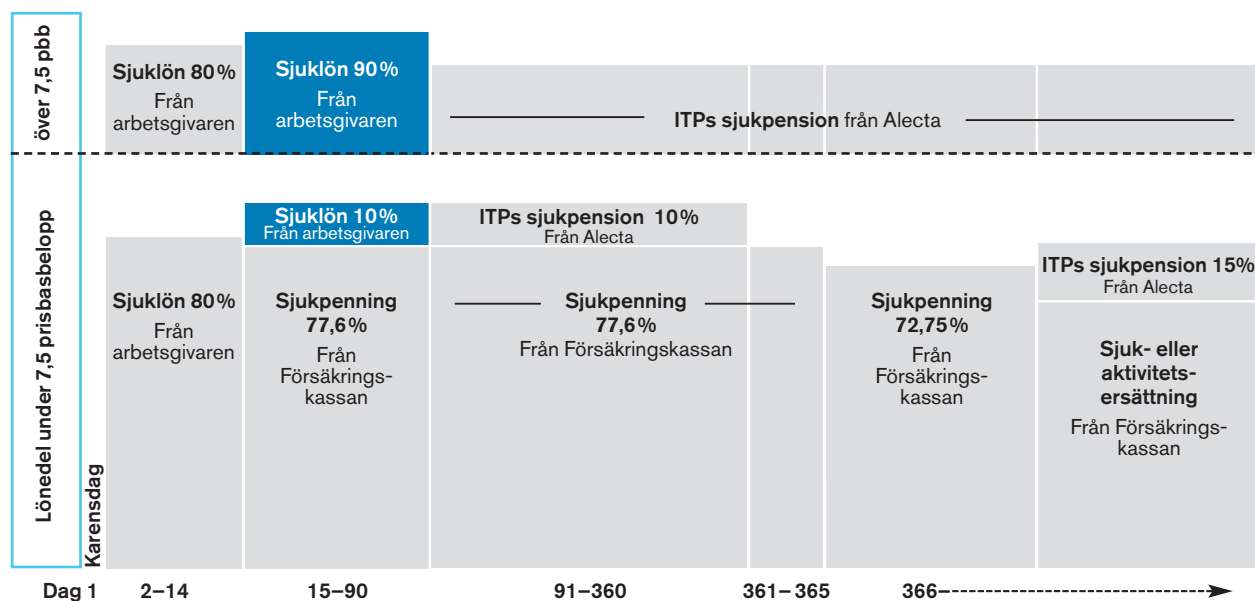 över 7,5 pbb
Sjuklön 80%
Från
arbetsgivaren
Sjuklön 90%
Från
arbetsgivaren
ITPs sjukpension från Alecta
Lönedel under 7,5 prisbasbelopp
Karensdag
Sjuklön 80%
Från
arbetsgivaren
Sjuklön 10%
Från arbetsgivaren
Sjukpenning
77,6%
Från
Försäkrings-
kassan
ITPs sjukpension 10%
Från Alecta
Sjukpenning
77,6%
Från Försäkringskassan
Sjukpenning
72,75%
Från
Försäkrings-
kassan
ITPs sjukpension 15%
Från Alecta
Sjuk- eller
aktivitets-
ersättning
Från Försäkrings-
kassan
Dag 1
2–14
15–90
91–360
361–365
366